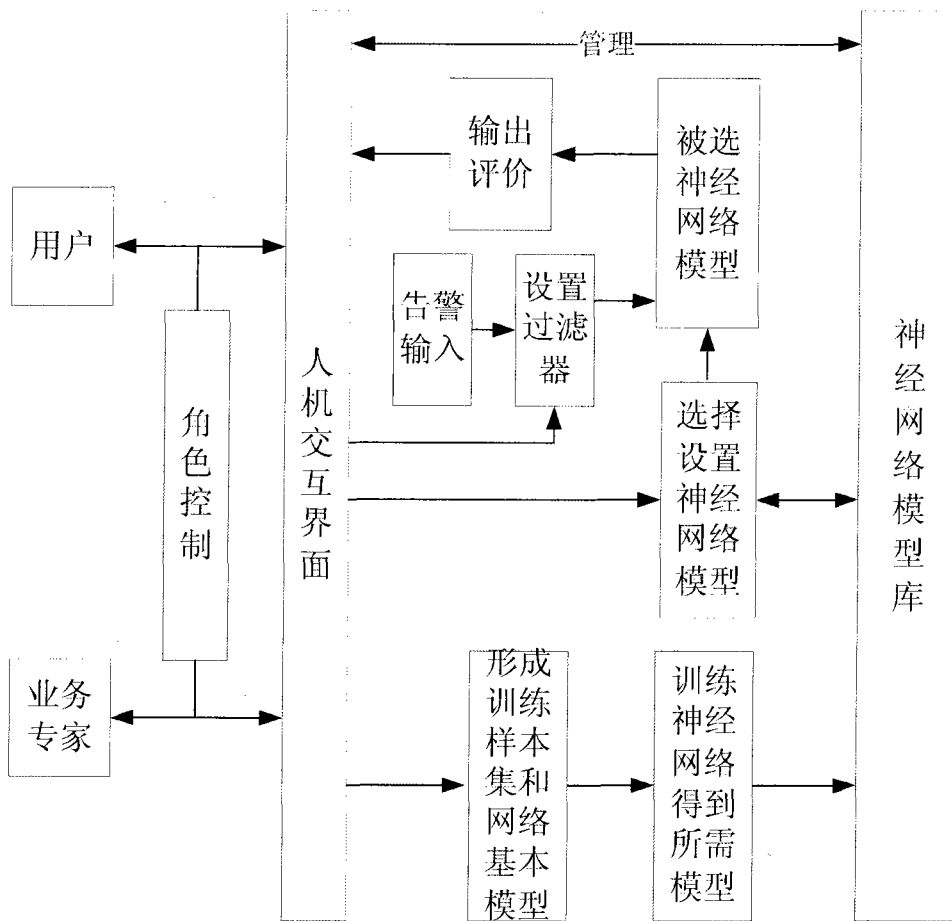 管理
输出
评价
被选
神经
网络
模型
用户
告警
输入
设置
过滤
器
角
色
控
制
人
机
交
互
界
面
选择
设置
神经
网络
模型
神
经
网
络
模
型
库
业务
专家
形成
训练
样本
集和
网络
基本
模型
训练
神经
网络
得到
所需
模型